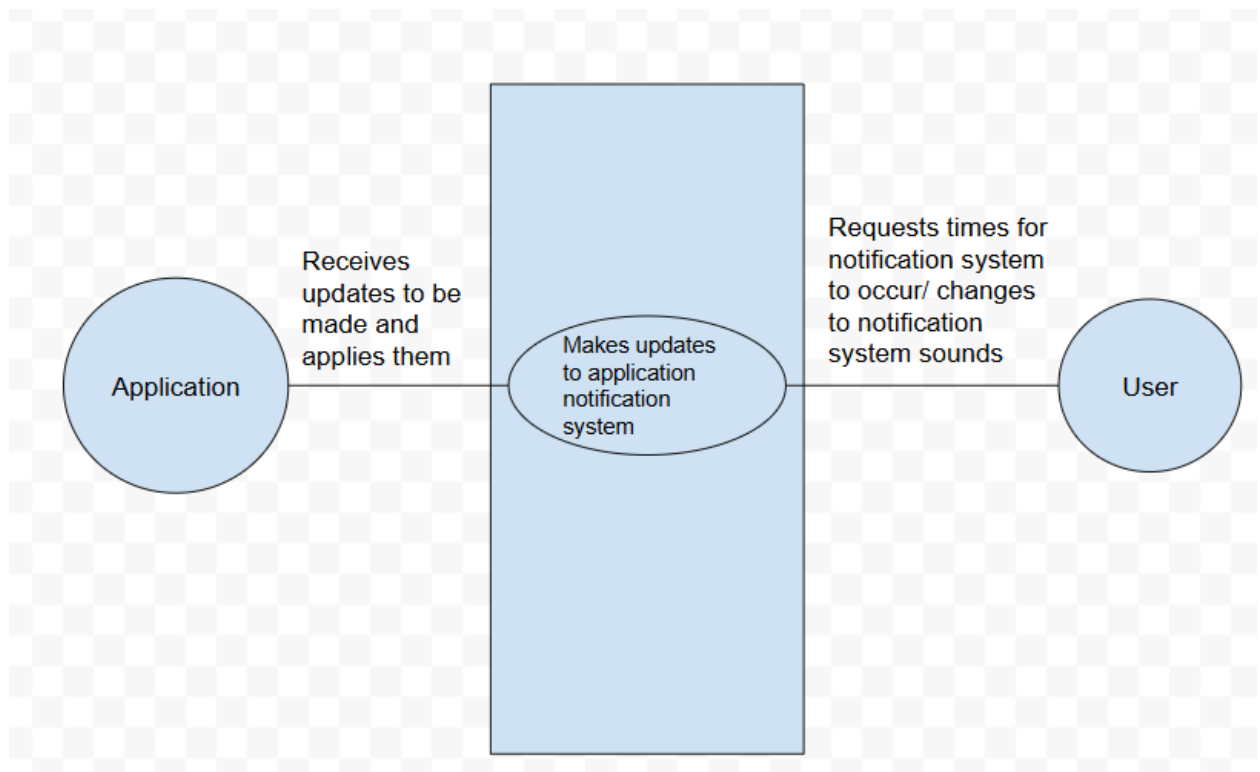 Application
Receives
updates to be
made and
applies them
Makes updates
to application
notification
system
Requests times for
notification system
to occur/ changes
to notification
system sounds
User